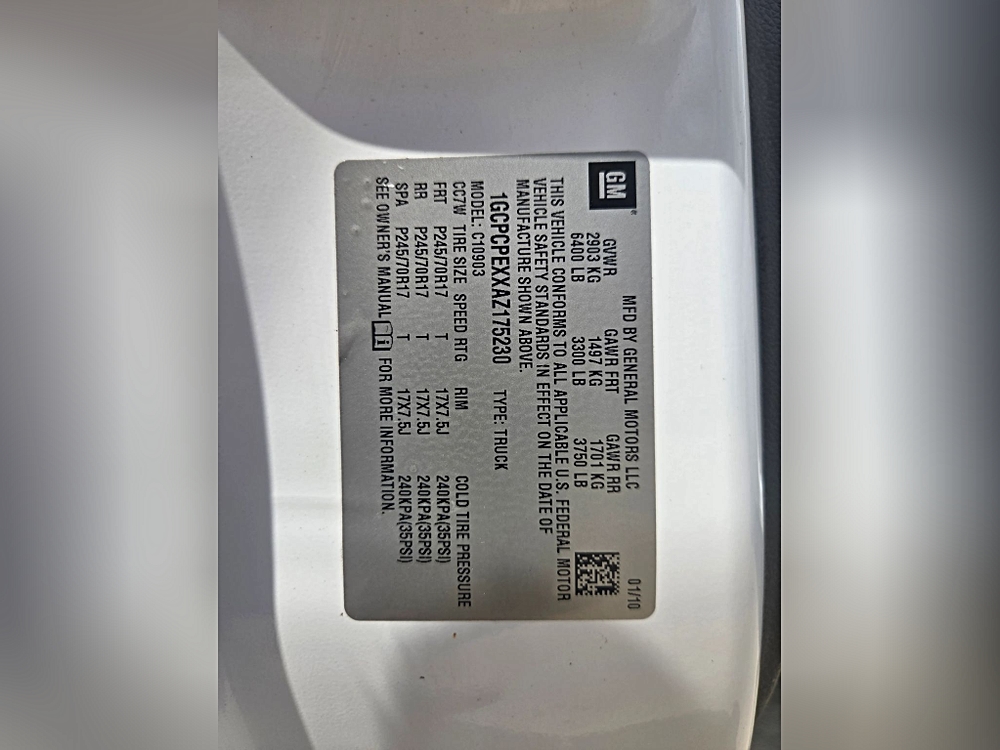 GM
MFD BY GENERAL MOTORS LLC 01/10
GVWR GAWR FRT GAWR RR
2903 KG 1497 KG 1701 KG
6400 LB 3300 LB 3750 LB
THIS VEHICLE CONFORMS TO ALL APPLICABLE U.S. FEDERAL MOTOR
VEHICLE SAFETY STANDARDS IN EFFECT ON THE DATE OF
MANUFACTURE SHOWN ABOVE.
1GCPCPEXXAZ175230 TYPE: TRUCK
MODEL: C10903
CC7W TIRE SIZE SPEED RTG RIM COLD TIRE PRESSURE
FRT P245/70R17 T 17X7.5J 240KPA(35PSI)
RR P245/70R17 T 17X7.5J 240KPA(35PSI)
SPA P245/70R17 T 17X7.5J 240KPA(35PSI)
SEE OWNER'S MANUAL FOR MORE INFORMATION.